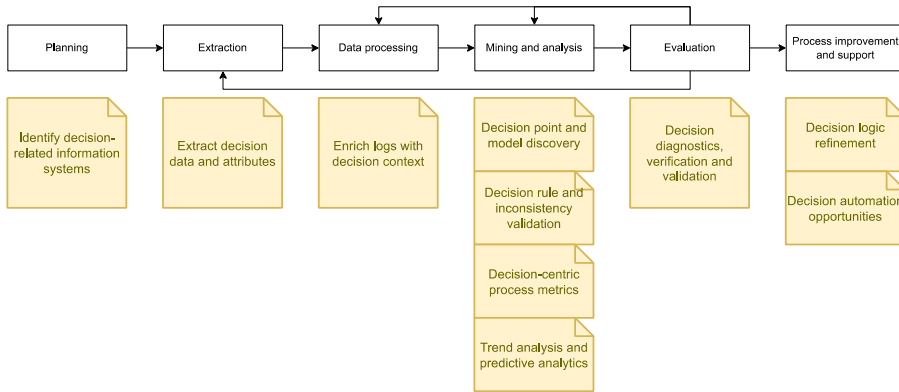 Planning
Extraction
Data processing
Mining and analysis
Evaluation
Process improvement
and support
Identify decision-
related information
systems
Extract decision
data and attributes
Enrich logs with
decision context
Decision point and
model discovery
Decision rule and
inconsistency
validation
Decision-centric
process metrics
Trend analysis and
predictive analytics
Decision
diagnostics,
verification and
validation
Decision logic
refinement
Decision automation
opportunities